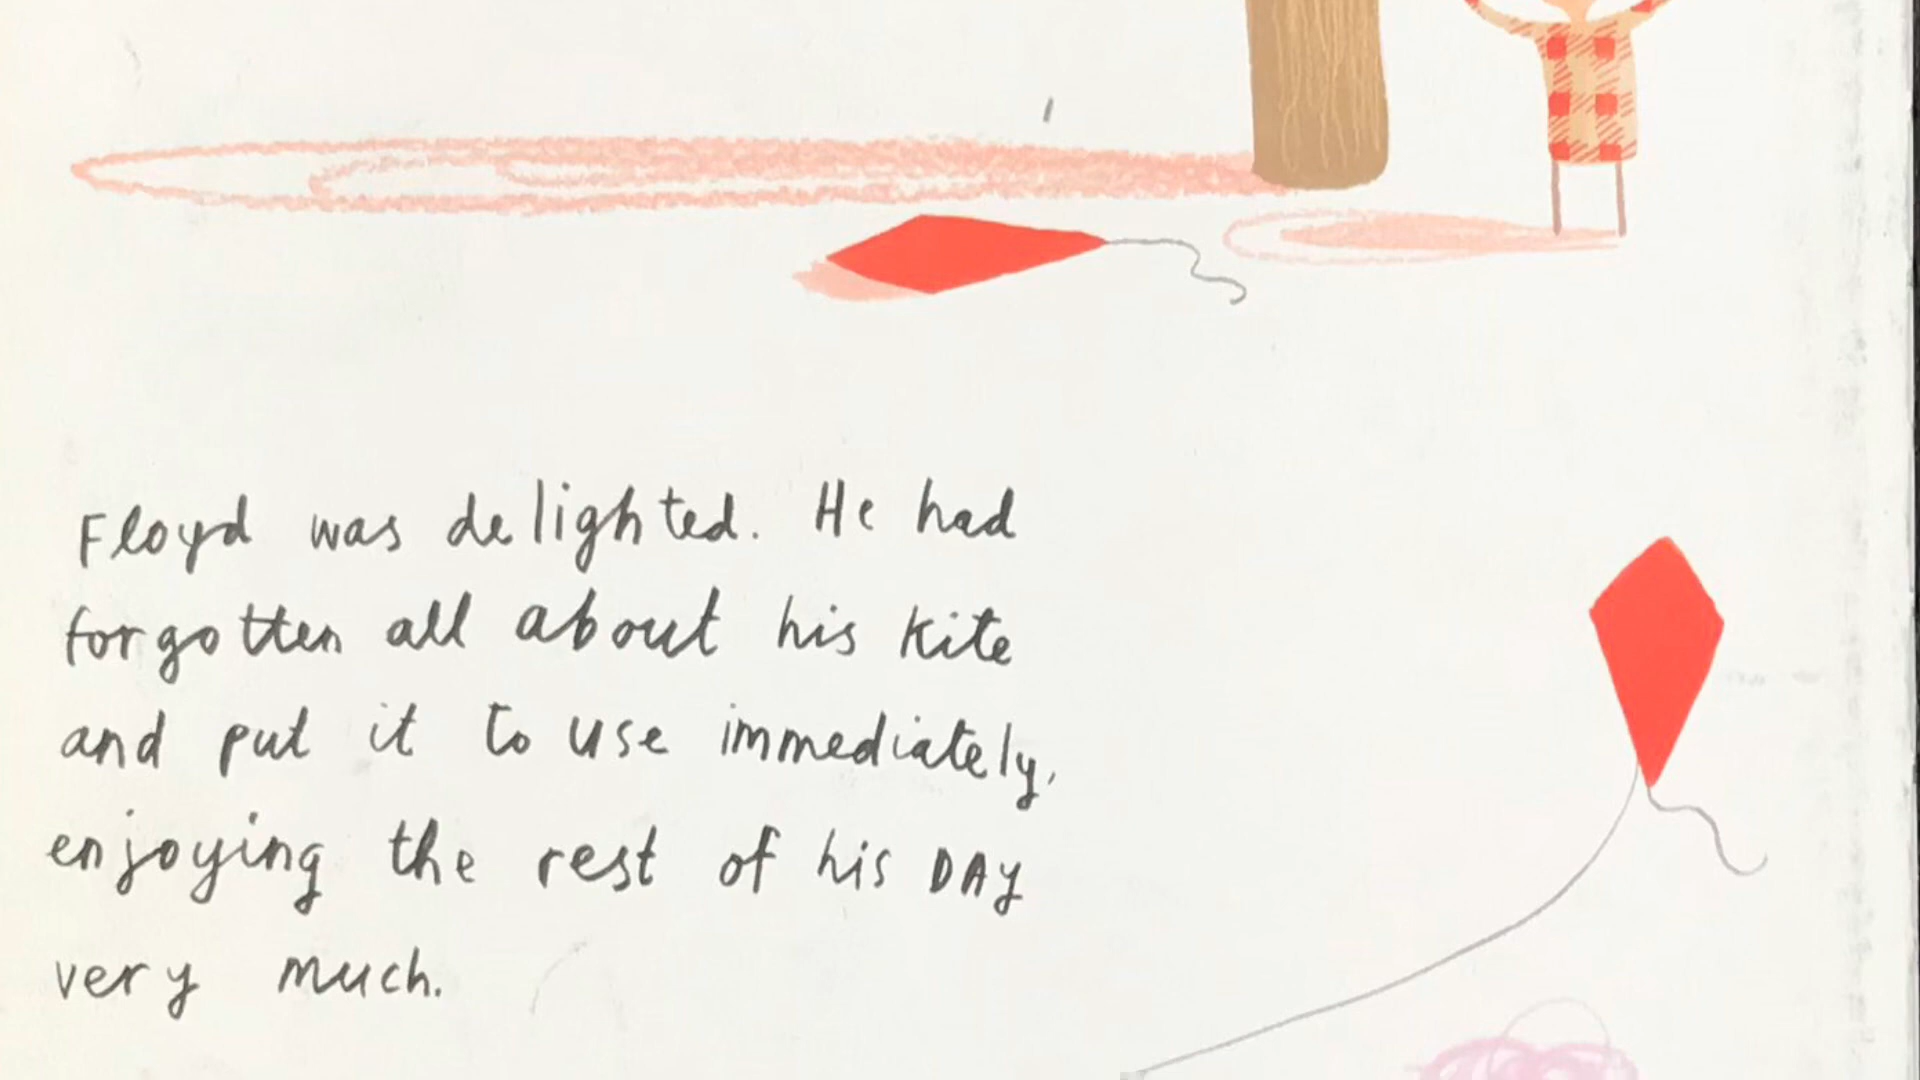 Floyd was delighted. He had
forgotten all about his kite
and put it to use immediately,
enjoying the rest of his DAY
very much.